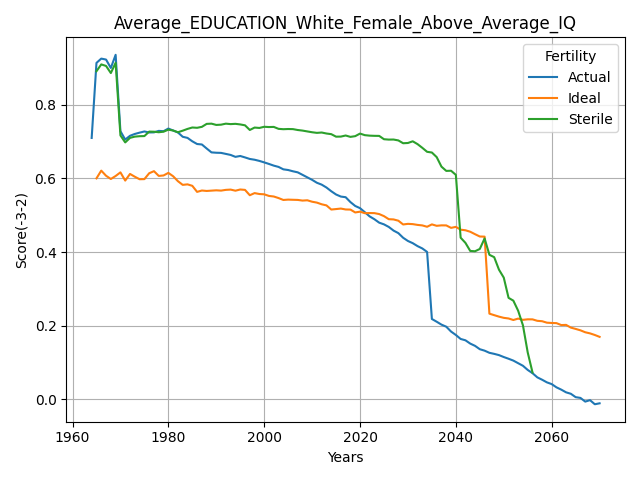 Average_EDUCATION_White_Female_Above_Average_IQ
Score(-3-2)
0.8
0.6
0.4
0.2
0.0
Fertility
Actual
Ideal
Sterile
1960 1980 2000 2020 2040 2060
Years